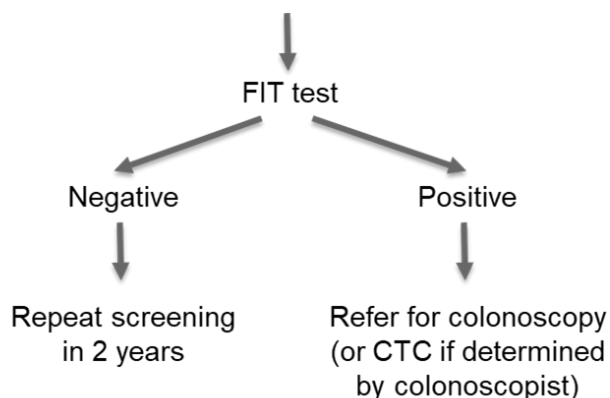 FIT test
Negative
Positive
Repeat screening
in 2 years
Refer for colonoscopy
(or CTC if determined
by colonoscopist)